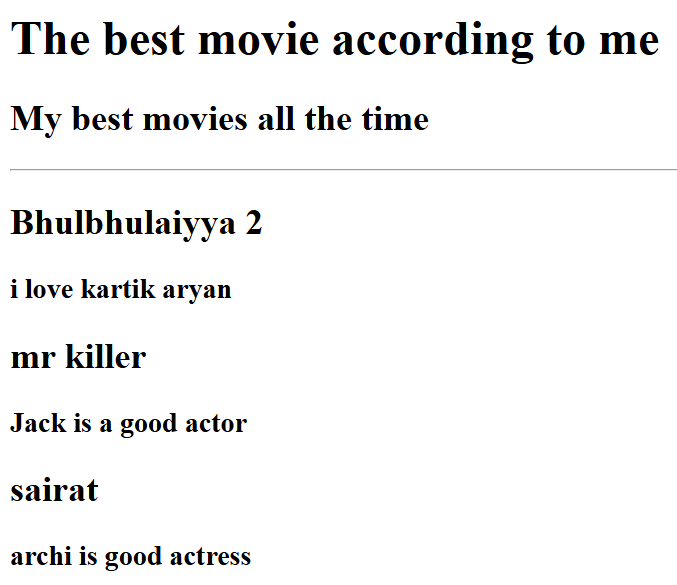 The best movie according to me
My best movies all the time
Bhulbhulaiyya 2
i love kartik aryan
mr killer
Jack is a good actor
sairat
archi is good actress